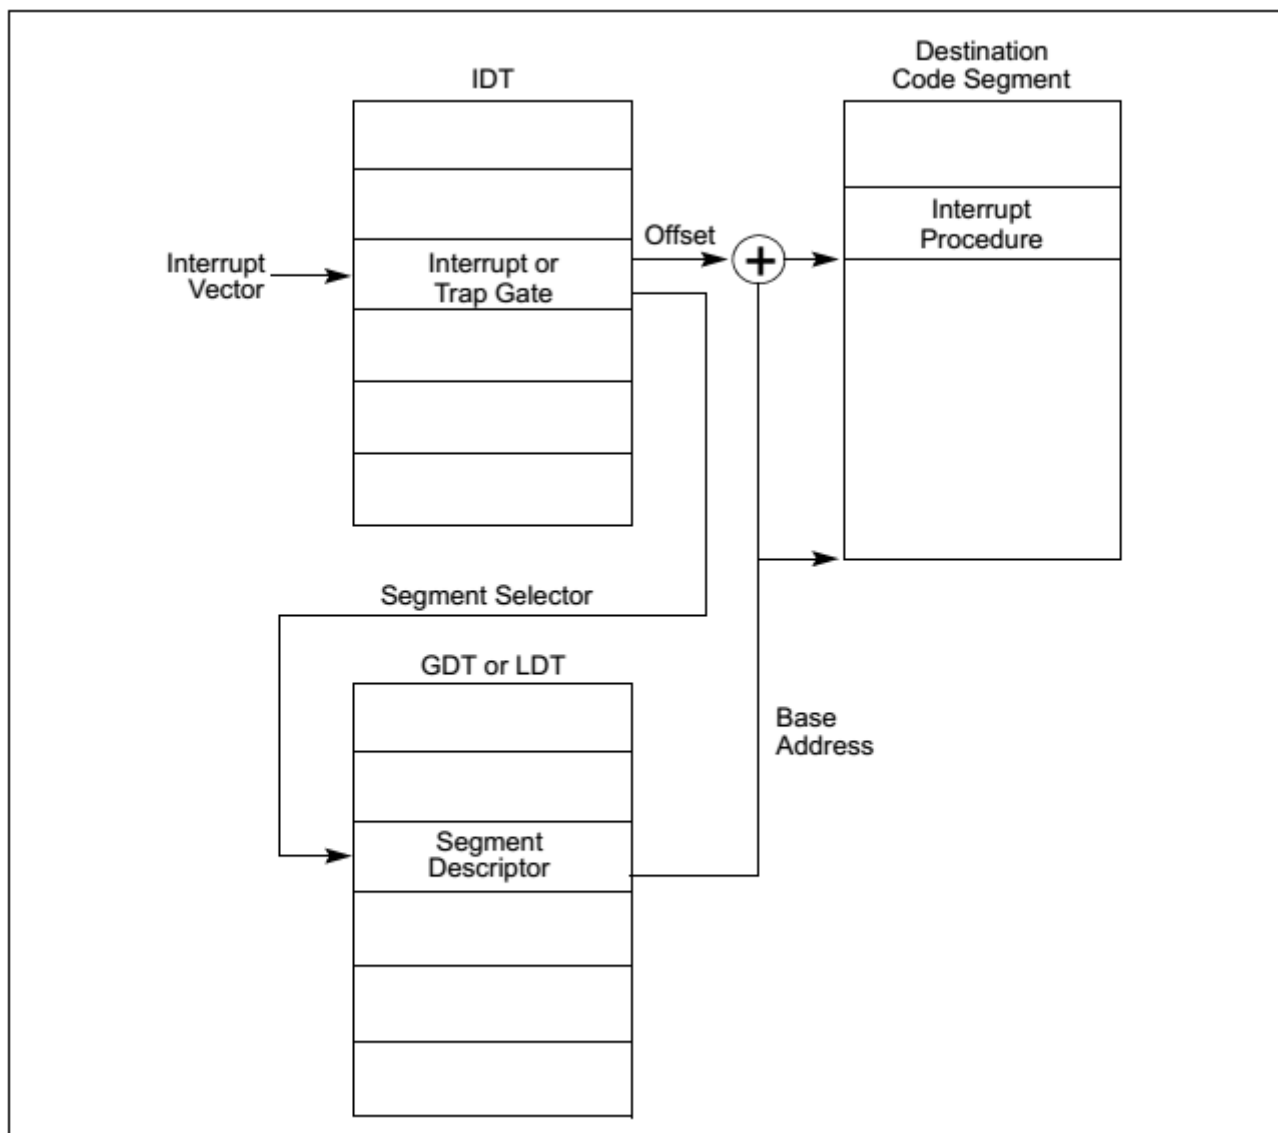 IDT
Destination
Code Segment
Interrupt
Procedure
Offset
+
Interrupt
Vector
Interrupt or
Trap Gate
Segment Selector
GDT or LDT
Base
Address
Segment
Descriptor